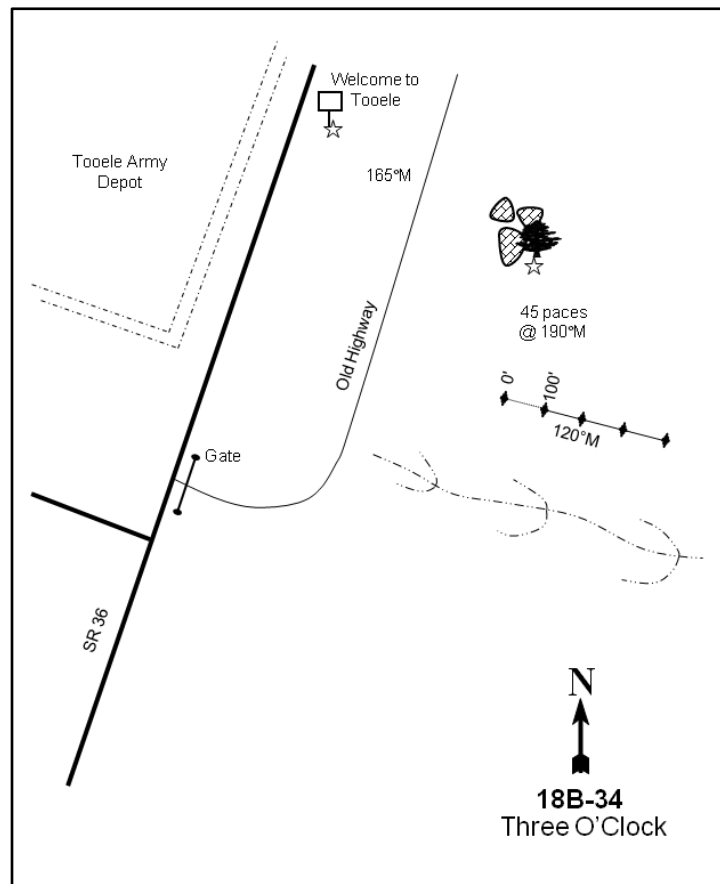 Welcome to
Tooele
Tooele Army
Depot
165°M
45 paces
@ 190°M
Old Highway
0'
100'
120°M
Gate
SR 36
N
18B-34
Three O'Clock